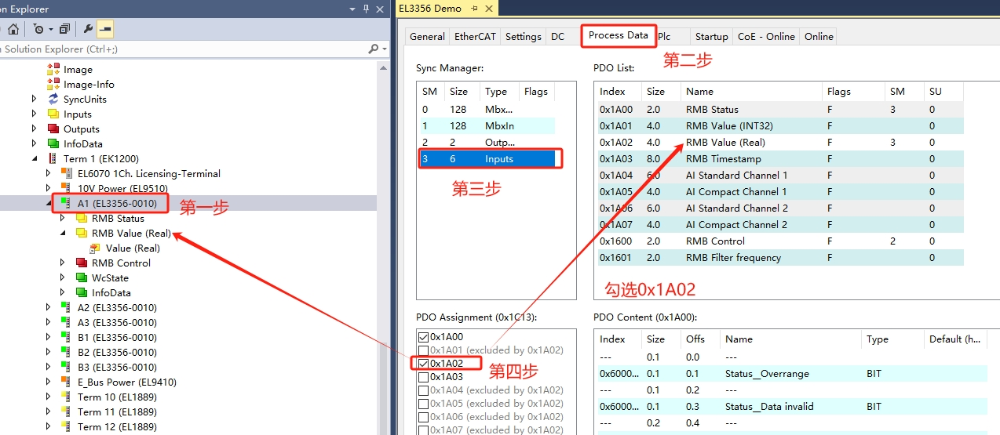 on Explorer
n Solution Explorer (Ctrl+;)
Image
Image-Info
SyncUnits
Inputs
Outputs
InfoData
Term 1 (EK1200)
EL6070 1Ch. Licensing-Terminal
10V Power (EL9510)
A1 (EL3356-0010)
第一步
RMB Status
RMB Value (Real)
Value (Real)
RMB Control
WcState
InfoData
A2 (EL3356-0010)
A3 (EL3356-0010)
B1 (EL3356-0010)
B2 (EL3356-0010)
B3 (EL3356-0010)
E_Bus Power (EL9410)
Term 10 (EL1889)
Term 11 (EL1889)
Term 12 (EL1889)
EL3356 Demo
General EtherCAT Settings DC Process Data Plc Startup CoE - Online Online
第二步
Sync Manager:
SM Size Type Flags
0 128 Mbx...
1 128 MbxIn
2 2 Outp...
3 6 Inputs
第三步
PDO List:
Index Size Name Flags SM SU
0x1A00 2.0 RMB Status F 3 0
0x1A01 4.0 RMB Value (INT32) F 0
0x1A02 4.0 RMB Value (Real) F 3 0
0x1A03 8.0 RMB Timestamp F 0
0x1A04 6.0 AI Standard Channel 1 F 0
0x1A05 4.0 AI Compact Channel 1 F 0
0x1A06 6.0 AI Standard Channel 2 F 0
0x1A07 4.0 AI Compact Channel 2 F 0
0x1600 2.0 RMB Control F 2 0
0x1601 2.0 RMB Filter frequency F 0
勾选0x1A02
PDO Assignment (0x1C13):
0x1A00
0x1A01 (excluded by 0x1A02)
0x1A02
第四步
0x1A03
0x1A04 (excluded by 0x1A02)
0x1A05 (excluded by 0x1A02)
0x1A06 (excluded by 0x1A02)
0x1A07 (excluded by 0x1A02)
PDO Content (0x1A00):
Index Size Offs Name Type Default (h...
--- 0.1 0.0 ---
0x6000... 0.1 0.1 Status__Overrange BIT
--- 0.1 0.2 ---
0x6000... 0.1 0.3 Status__Data invalid BIT
--- 0.2 0.4 ---